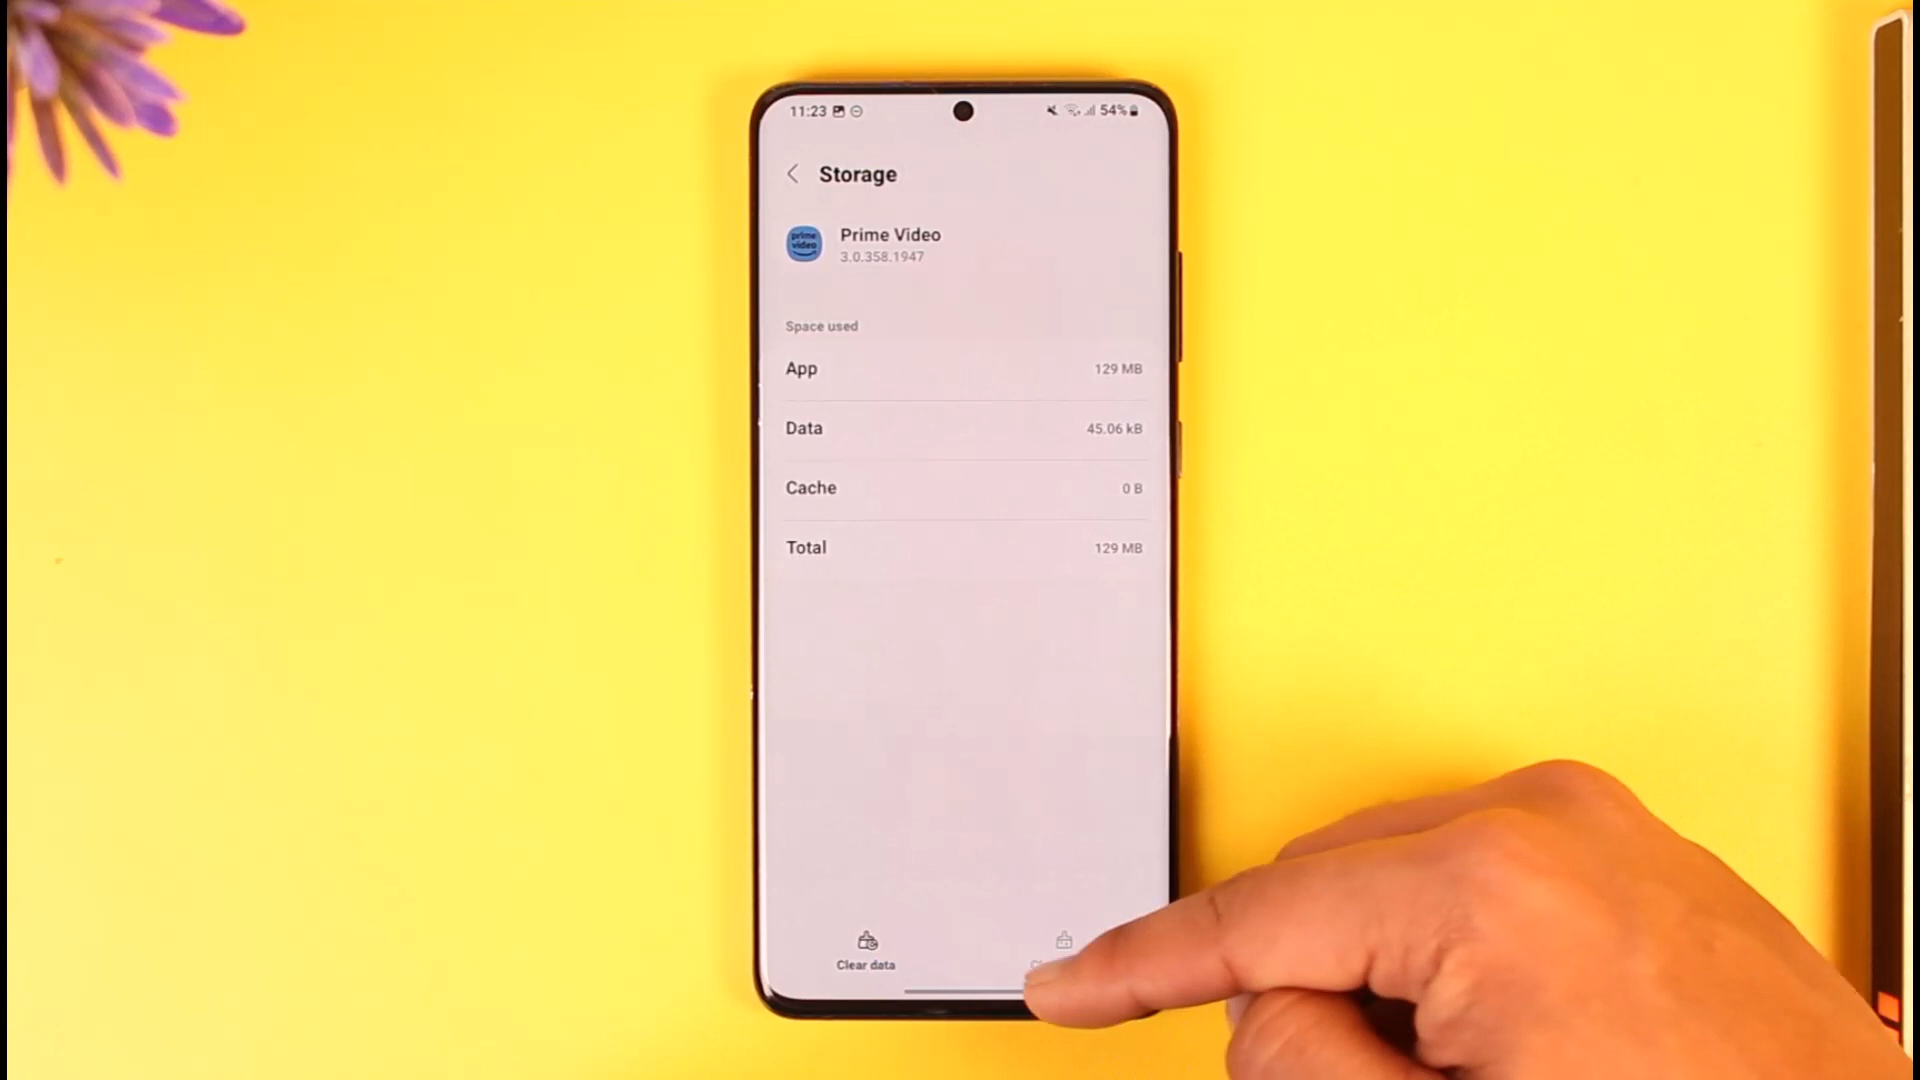 11:23 54%
Storage
prime
video
Prime Video
3.0.358.1947
Space used
App 129 MB
Data 45.06 kB
Cache 0 B
Total 129 MB
Clear data